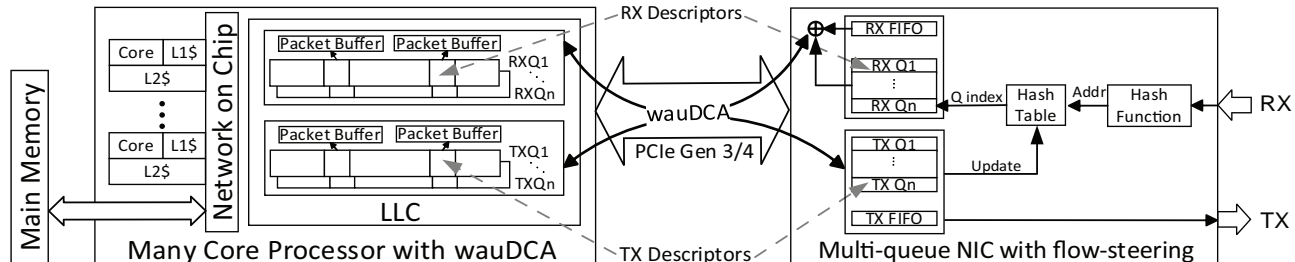 Main Memory
Network on Chip
Core L1$
L2$
Core L1$
L2$
Packet Buffer Packet Buffer
RXQ1
RXQn
Packet Buffer Packet Buffer
TXQ1
TXQn
LLC
Many Core Processor with wauDCA
RX Descriptors
wauDCA
PCIe Gen 3/4
TX Descriptors
RX FIFO
RX Q1
RX Qn
Q index
Hash Table
Addr
Hash Function
RX
TX Q1
TX Qn
Update
TX FIFO
TX
Multi-queue NIC with flow-steering